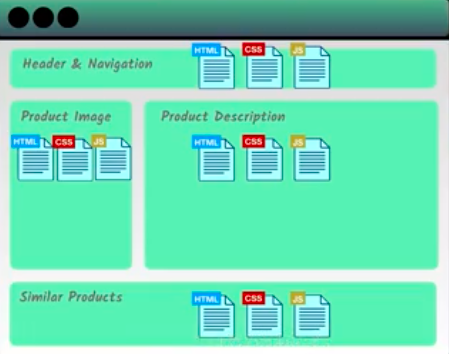 HTML CSS JS
Header & Navigation
Product Image Product Description
HTML CSS JS HTML CSS JS
Similar Products
HTML CSS JS